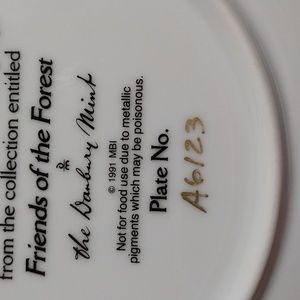 from the collection entitled
Friends of the Forest
the Danbury Mint
© 1991 MBI
Not for food use due to metallic
pigments which may be poisonous.
Plate No.
A6123